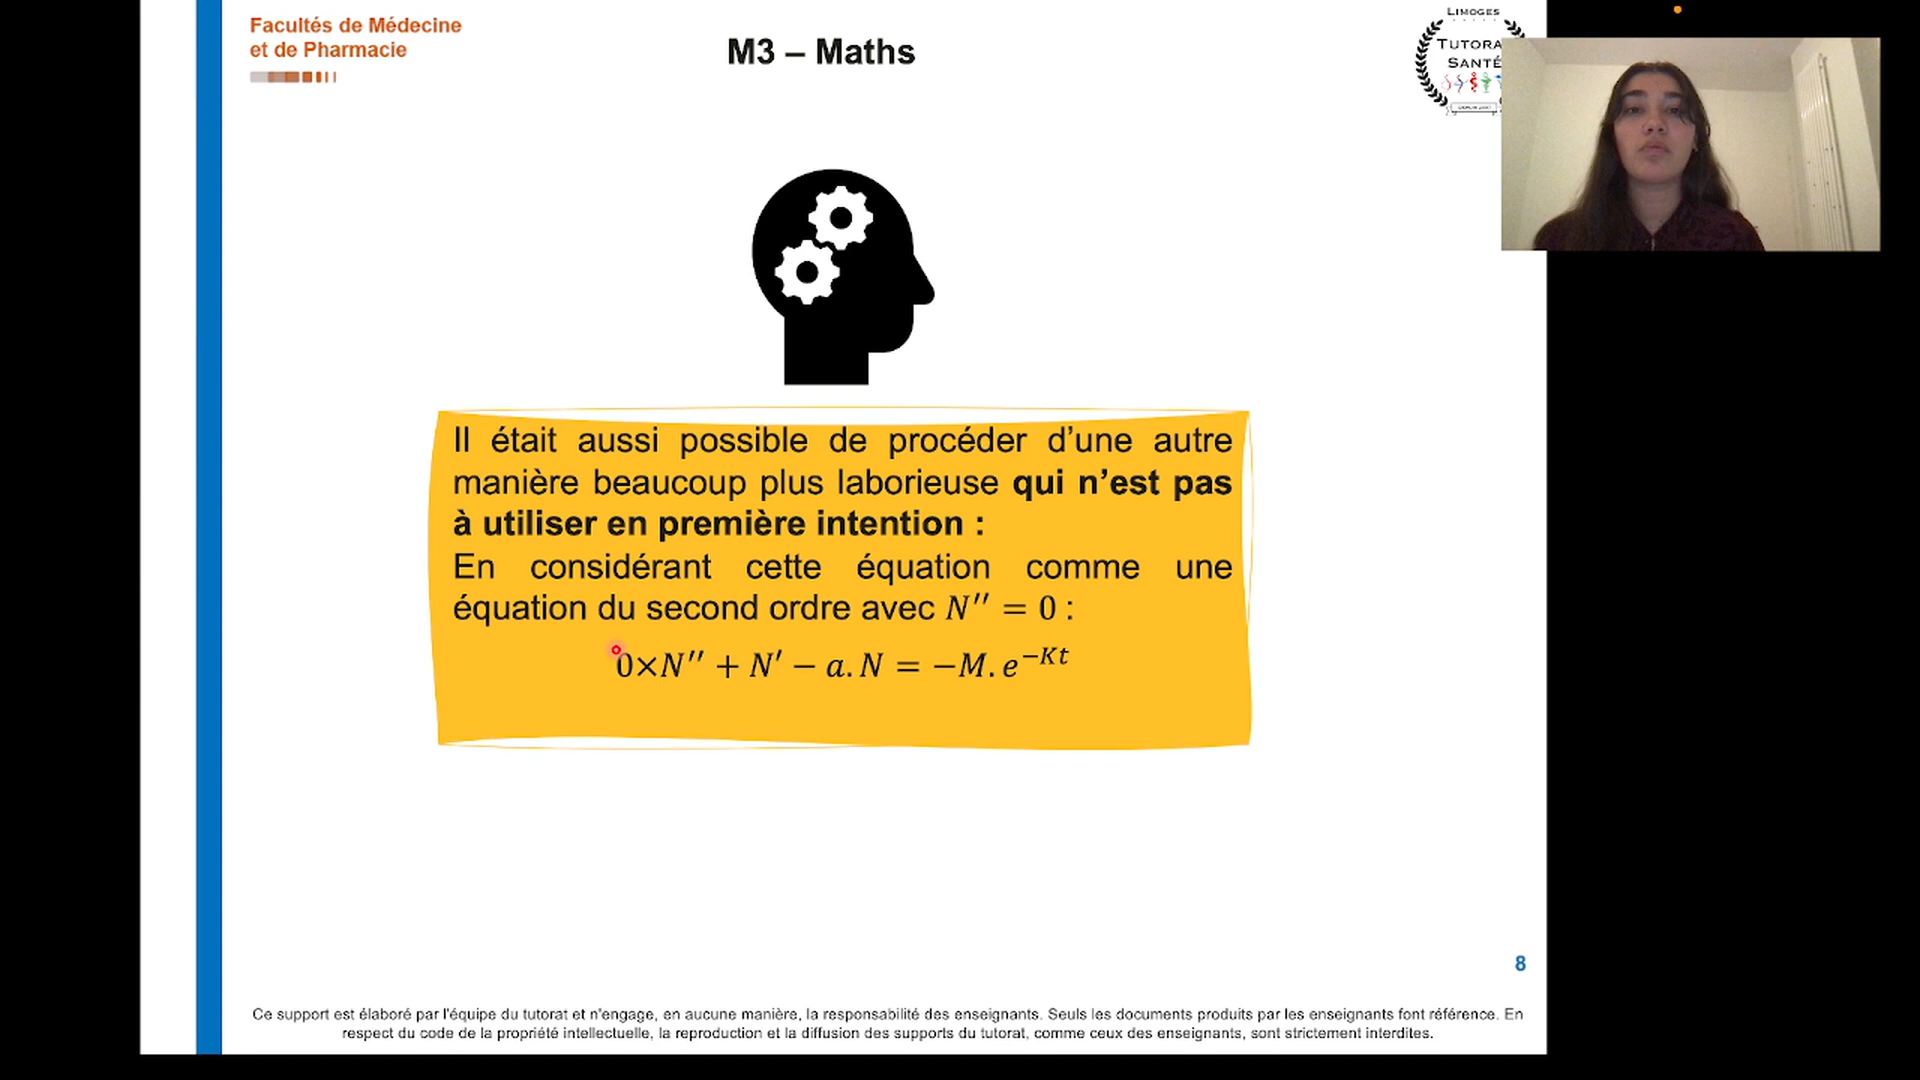 Facultés de Médecine
et de Pharmacie
M3 – Maths
LIMOGES
TUTORA
SANTÉ
Il était aussi possible de procéder d’une autre
manière beaucoup plus laborieuse qui n’est pas
à utiliser en première intention :
En considérant cette équation comme une
équation du second ordre avec N′′ = 0 :
0×N′′ + N′ − a. N = −M. e^{−Kt}
8
Ce support est élaboré par l'équipe du tutorat et n'engage, en aucune manière, la responsabilité des enseignants. Seuls les documents produits par les enseignants font référence. En
respect du code de la propriété intellectuelle, la reproduction et la diffusion des supports du tutorat, comme ceux des enseignants, sont strictement interdites.